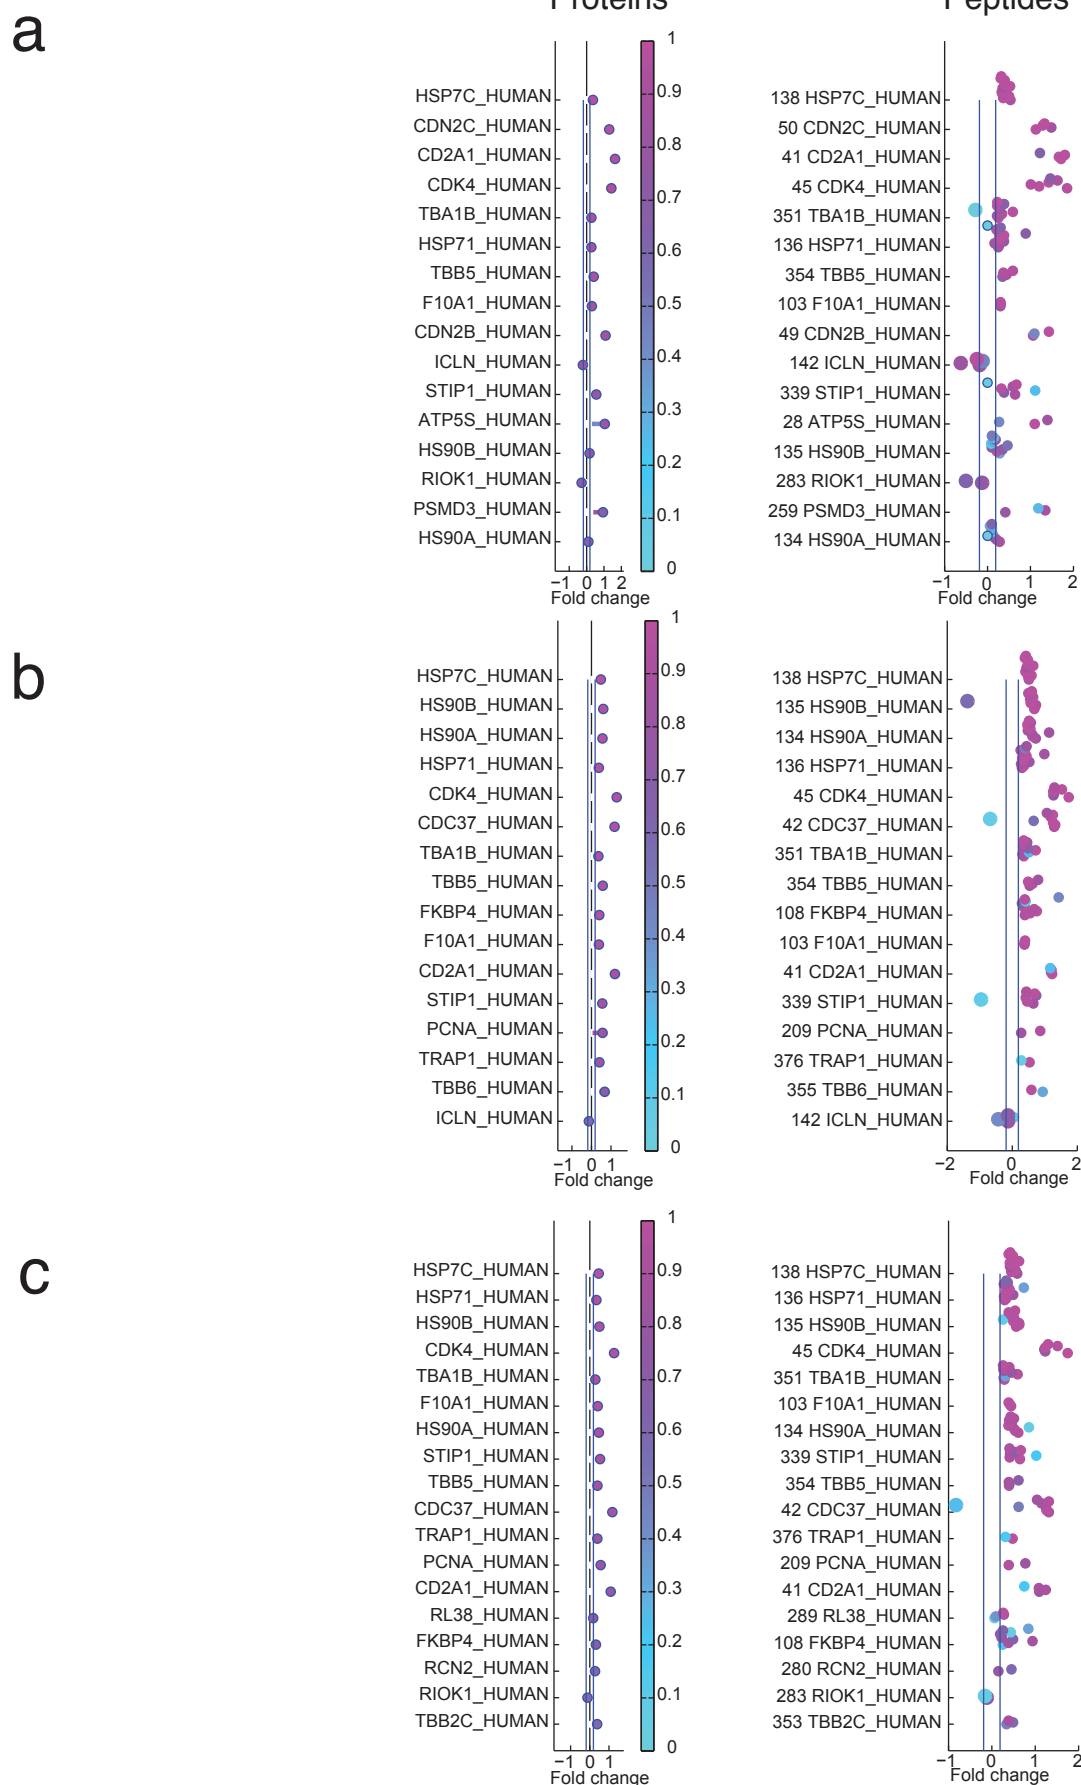 Proteins Peptides
a
1 
HSP7C_HUMAN 0.9 138 HSP7C_HUMAN
CDN2C_HUMAN 50 CDN2C_HUMAN
0.8
CD2A1_HUMAN 41 CD2A1_HUMAN
CDK4_HUMAN 0.7 45 CDK4_HUMAN
TBA1B_HUMAN 351 TBA1B_HUMAN
HSP71_HUMAN 0.6 136 HSP71_HUMAN
TBB5_HUMAN 354 TBB5_HUMAN
F10A1_HUMAN 0.5 103 F10A1_HUMAN
CDN2B_HUMAN 49 CDN2B_HUMAN
ICLN_HUMAN 0.4 142 ICLN_HUMAN
STIP1_HUMAN 339 STIP1_HUMAN
0.3
ATP5S_HUMAN 28 ATP5S_HUMAN
HS90B_HUMAN 0.2 135 HS90B_HUMAN
RIOK1_HUMAN 283 RIOK1_HUMAN
PSMD3_HUMAN 0.1 259 PSMD3_HUMAN
HS90A_HUMAN 134 HS90A_HUMAN
0
−1 0 1 2 −1 0 1 2
Fold change Fold change
b
1
HSP7C_HUMAN 0.9 138 HSP7C_HUMAN
HS90B_HUMAN 135 HS90B_HUMAN
0.8
HS90A_HUMAN 134 HS90A_HUMAN
HSP71_HUMAN 0.7 136 HSP71_HUMAN
CDK4_HUMAN 45 CDK4_HUMAN
CDC37_HUMAN 0.6 42 CDC37_HUMAN
TBA1B_HUMAN 351 TBA1B_HUMAN
TBB5_HUMAN 0.5 354 TBB5_HUMAN
FKBP4_HUMAN 108 FKBP4_HUMAN
F10A1_HUMAN 0.4 103 F10A1_HUMAN
CD2A1_HUMAN 41 CD2A1_HUMAN
STIP1_HUMAN 0.3 339 STIP1_HUMAN
PCNA_HUMAN 209 PCNA_HUMAN
0.2
TRAP1_HUMAN 376 TRAP1_HUMAN
TBB6_HUMAN 0.1 355 TBB6_HUMAN
ICLN_HUMAN 142 ICLN_HUMAN
0
−1 0 1 −2 0 2
Fold change Fold change
c
1
HSP7C_HUMAN 0.9 138 HSP7C_HUMAN
HSP71_HUMAN 136 HSP71_HUMAN
HS90B_HUMAN 0.8 135 HS90B_HUMAN
CDK4_HUMAN 45 CDK4_HUMAN
TBA1B_HUMAN 0.7 351 TBA1B_HUMAN
F10A1_HUMAN 103 F10A1_HUMAN
HS90A_HUMAN 0.6 134 HS90A_HUMAN
STIP1_HUMAN 339 STIP1_HUMAN
TBB5_HUMAN 0.5 354 TBB5_HUMAN
CDC37_HUMAN 42 CDC37_HUMAN
TRAP1_HUMAN 0.4 376 TRAP1_HUMAN
PCNA_HUMAN 209 PCNA_HUMAN
CD2A1_HUMAN 0.3 41 CD2A1_HUMAN
RL38_HUMAN 289 RL38_HUMAN
FKBP4_HUMAN 0.2 108 FKBP4_HUMAN
RCN2_HUMAN 280 RCN2_HUMAN
RIOK1_HUMAN 0.1 283 RIOK1_HUMAN
TBB2C_HUMAN 353 TBB2C_HUMAN
0
−1 0 1 −1 0 1 2
Fold change Fold change